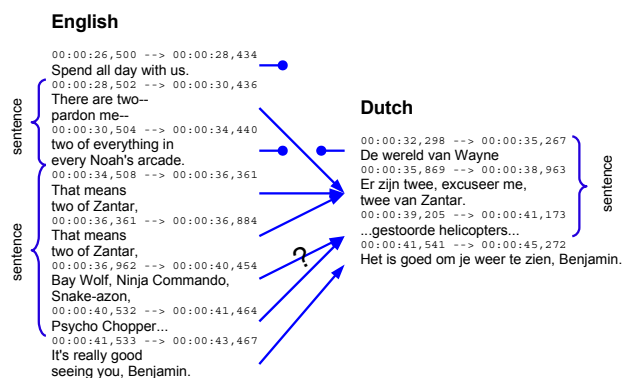 English
00:00:26,500 --> 00:00:28,434
Spend all day with us.
00:00:28,502 --> 00:00:30,436
There are two--
pardon me--
00:00:30,504 --> 00:00:34,440
two of everything in
every Noah's arcade.
00:00:34,508 --> 00:00:36,361
That means
two of Zantar,
00:00:36,361 --> 00:00:36,884
That means
two of Zantar,
00:00:36,962 --> 00:00:40,454
Bay Wolf, Ninja Commando,
Snake-azon,
00:00:40,532 --> 00:00:41,464
Psycho Chopper...
00:00:41,533 --> 00:00:43,467
It's really good
seeing you, Benjamin.
sentence
sentence
?
Dutch
00:00:32,298 --> 00:00:35,267
De wereld van Wayne
00:00:35,869 --> 00:00:38,963
Er zijn twee, excuseer me,
twee van Zantar.
00:00:39,205 --> 00:00:41,173
...gestoorde helicopters...
00:00:41,541 --> 00:00:45,272
Het is goed om je weer te zien, Benjamin.
sentence